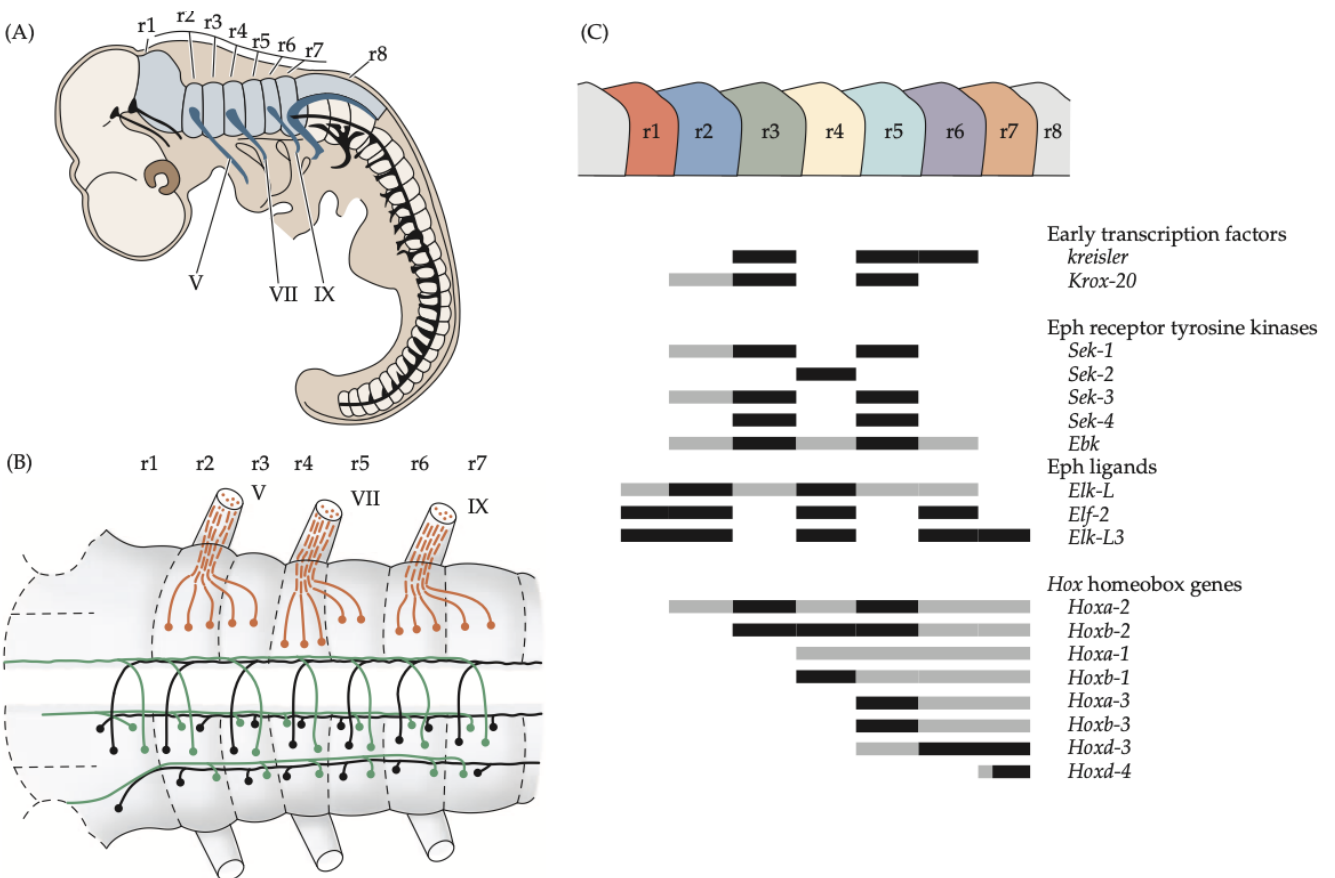 (A)
r1 r2 r3 r4 r5 r6 r7 r8
V VII IX
(B)
r1 r2 r3 r4 r5 r6 r7
V VII IX
(C)
r1 r2 r3 r4 r5 r6 r7 r8
Early transcription factors
kreisler
Krox-20
Eph receptor tyrosine kinases
Sek-1
Sek-2
Sek-3
Sek-4
Ebk
Eph ligands
Elk-L
Elf-2
Elk-L3
Hox homeobox genes
Hoxa-2
Hoxb-2
Hoxa-1
Hoxb-1
Hoxa-3
Hoxb-3
Hoxd-3
Hoxd-4